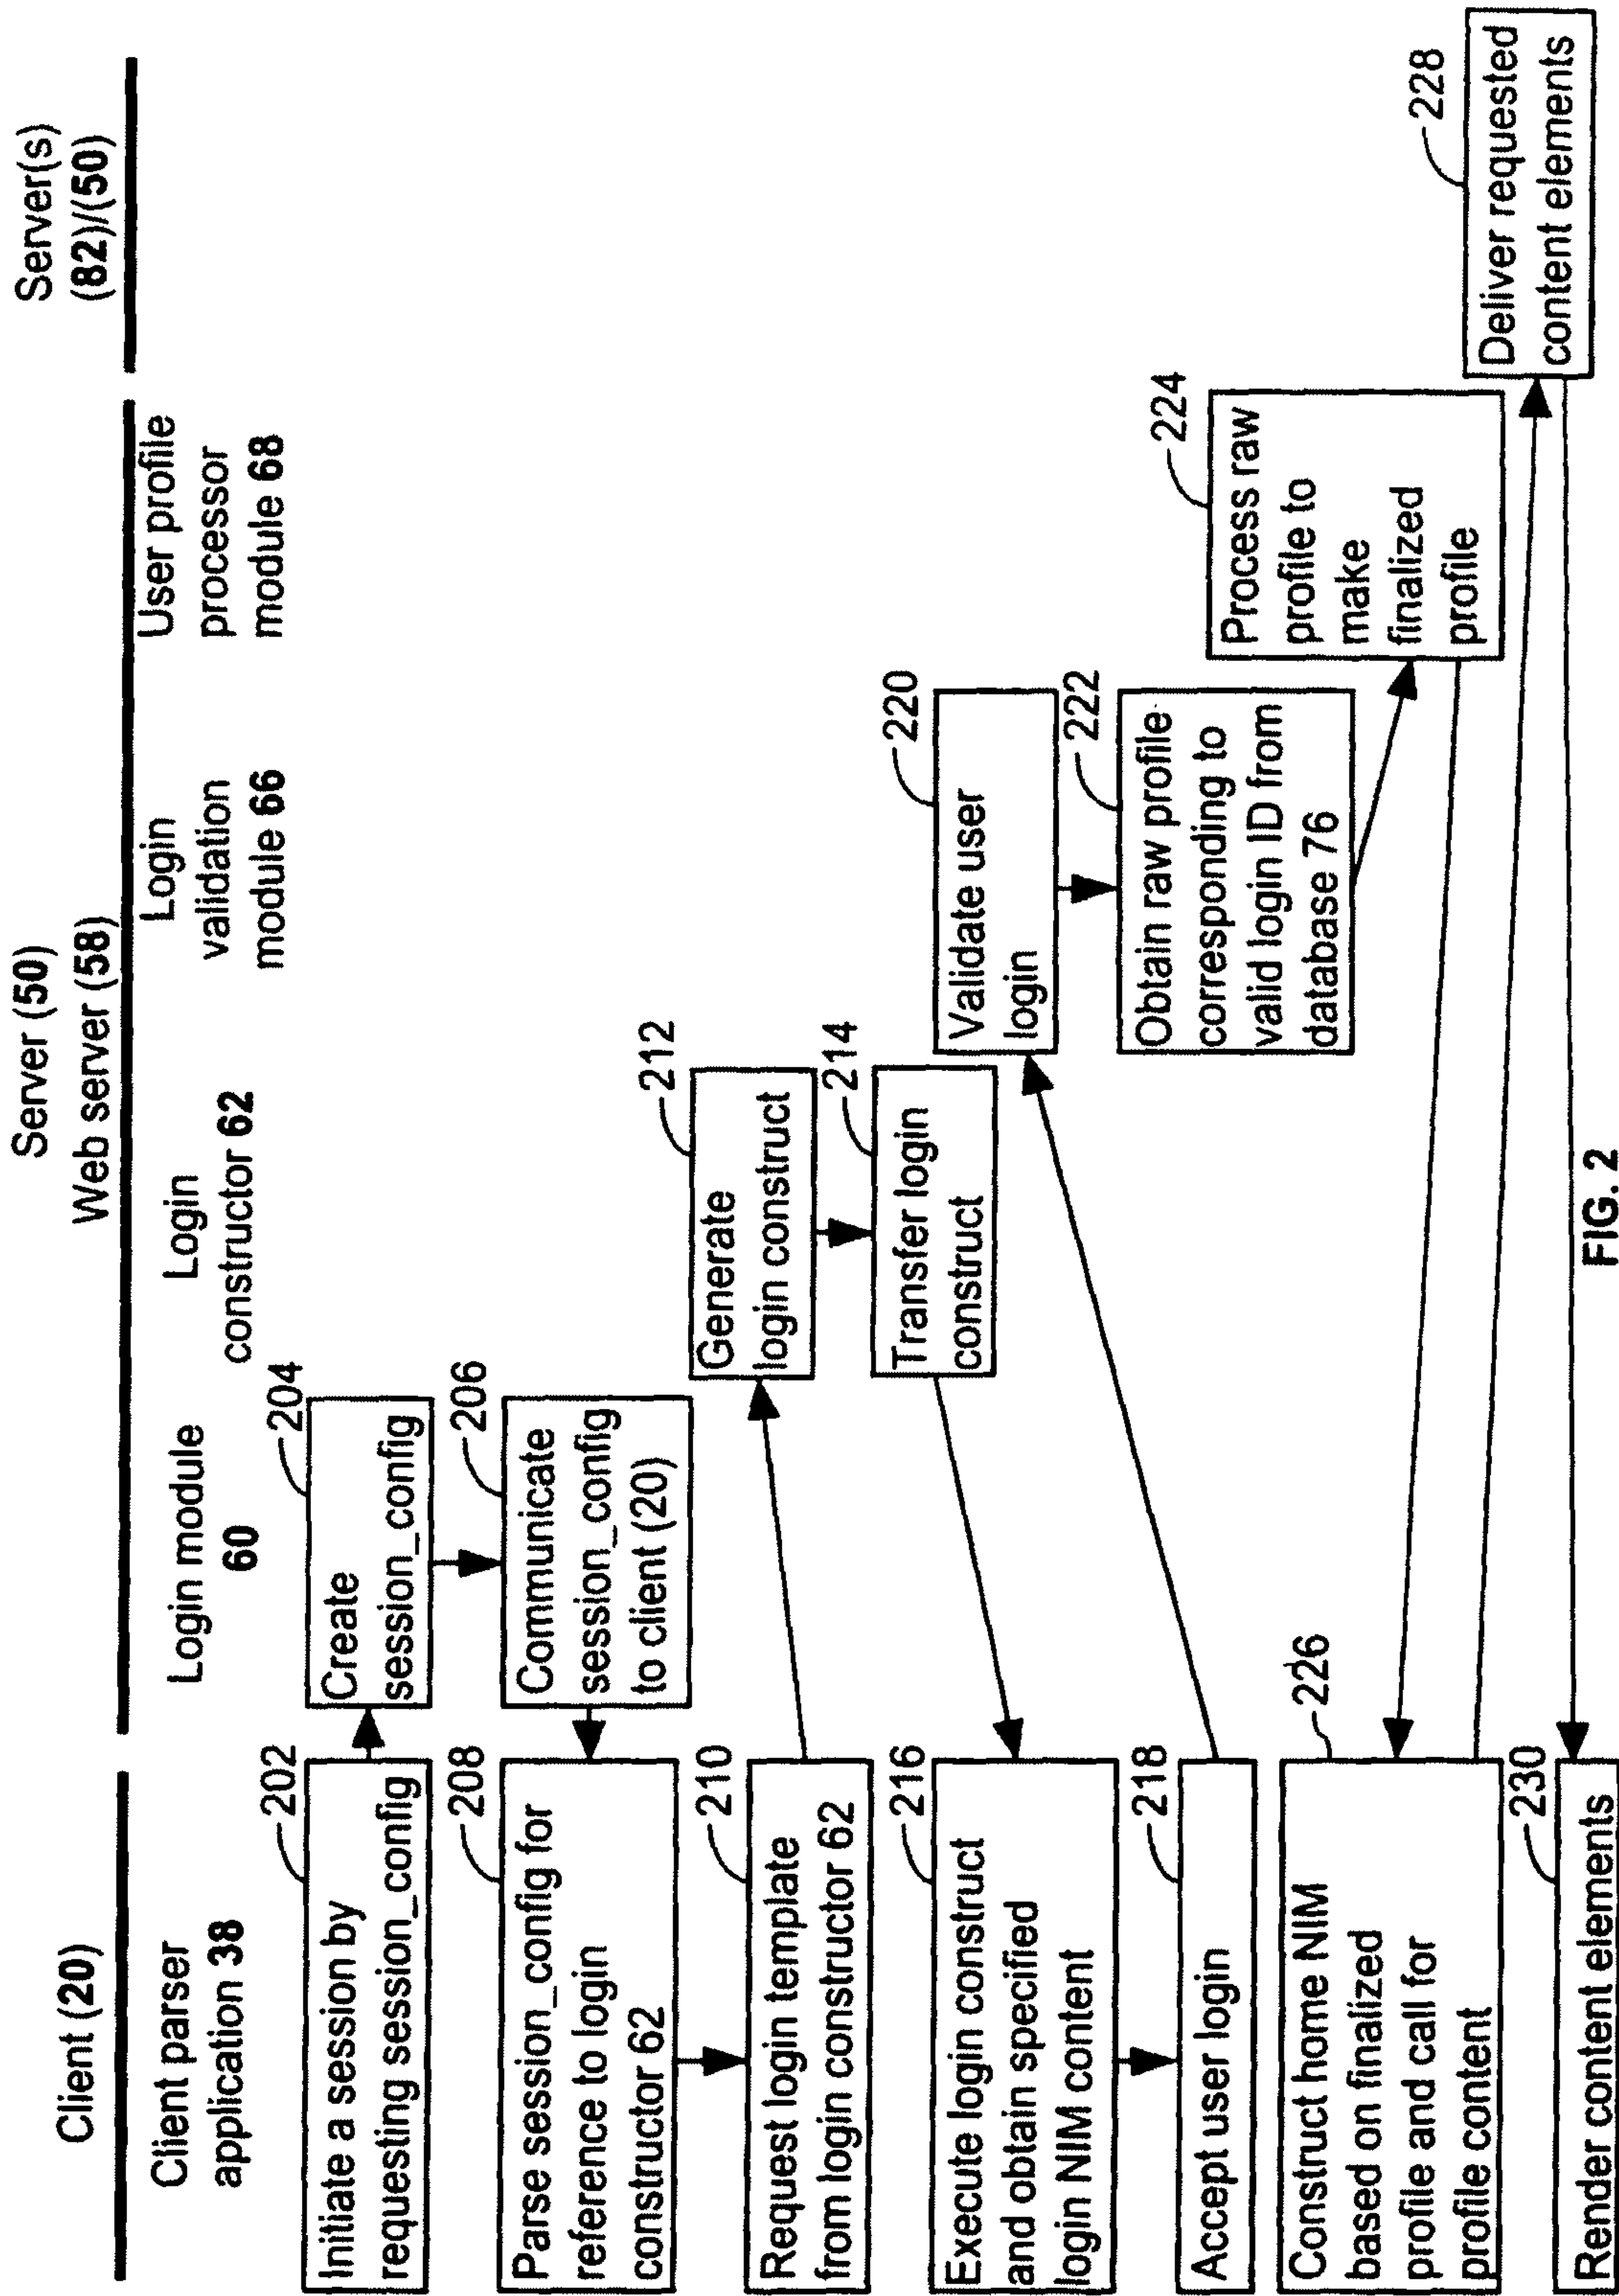 Client (20)
Server (50)
Web server (58)
Server(s)
(82)/(50)
Client parser
application 38
Login module
60
Login
constructor 62
Login
validation
module 66
User profile
processor
module 68
202
Initiate a session by
requesting session_config
204
Create
session_config
206
Communicate
session_config
to client (20)
208
Parse session_config for
reference to login
constructor 62
210
Request login template
from login constructor 62
212
Generate
login construct
214
Transfer login
construct
216
Execute login construct
and obtain specified
login NIM content
218
Accept user login
220
Validate user
login
222
Obtain raw profile
corresponding to
valid login ID from
database 76
224
Process raw
profile to
make
finalized
profile
226
Construct home NIM
based on finalized
profile and call for
profile content
228
Deliver requested
content elements
230
Render content elements
FIG. 2